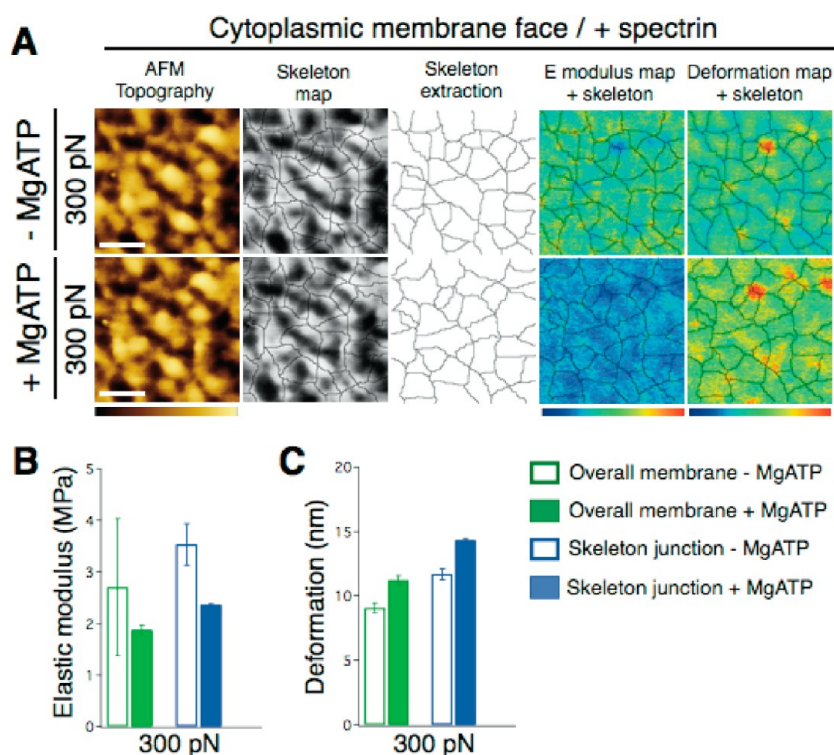 A
Cytoplasmic membrane face / + spectrin
AFM
Topography
Skeleton
map
Skeleton
extraction
E modulus map
+ skeleton
Deformation map
+ skeleton
- MgATP
300 pN
+ MgATP
300 pN
B
Elastic modulus (MPa)
5
4
3
2
1
0
300 pN
C
Deformation (nm)
20
15
10
5
0
300 pN
Overall membrane - MgATP
Overall membrane + MgATP
Skeleton junction - MgATP
Skeleton junction + MgATP